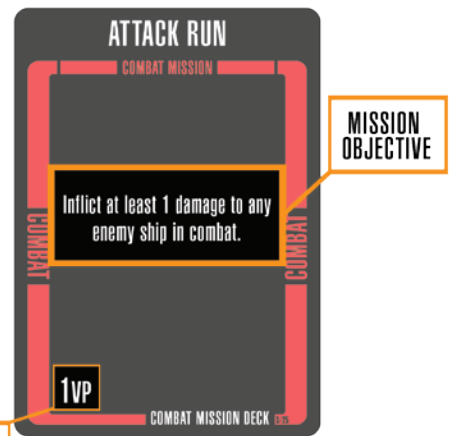 ATTACK RUN
COMBAT MISSION
MISSION
OBJECTIVE
Inflict at least 1 damage to any
enemy ship in combat.
COMBAT
COMBAT
1VP
COMBAT MISSION DECK